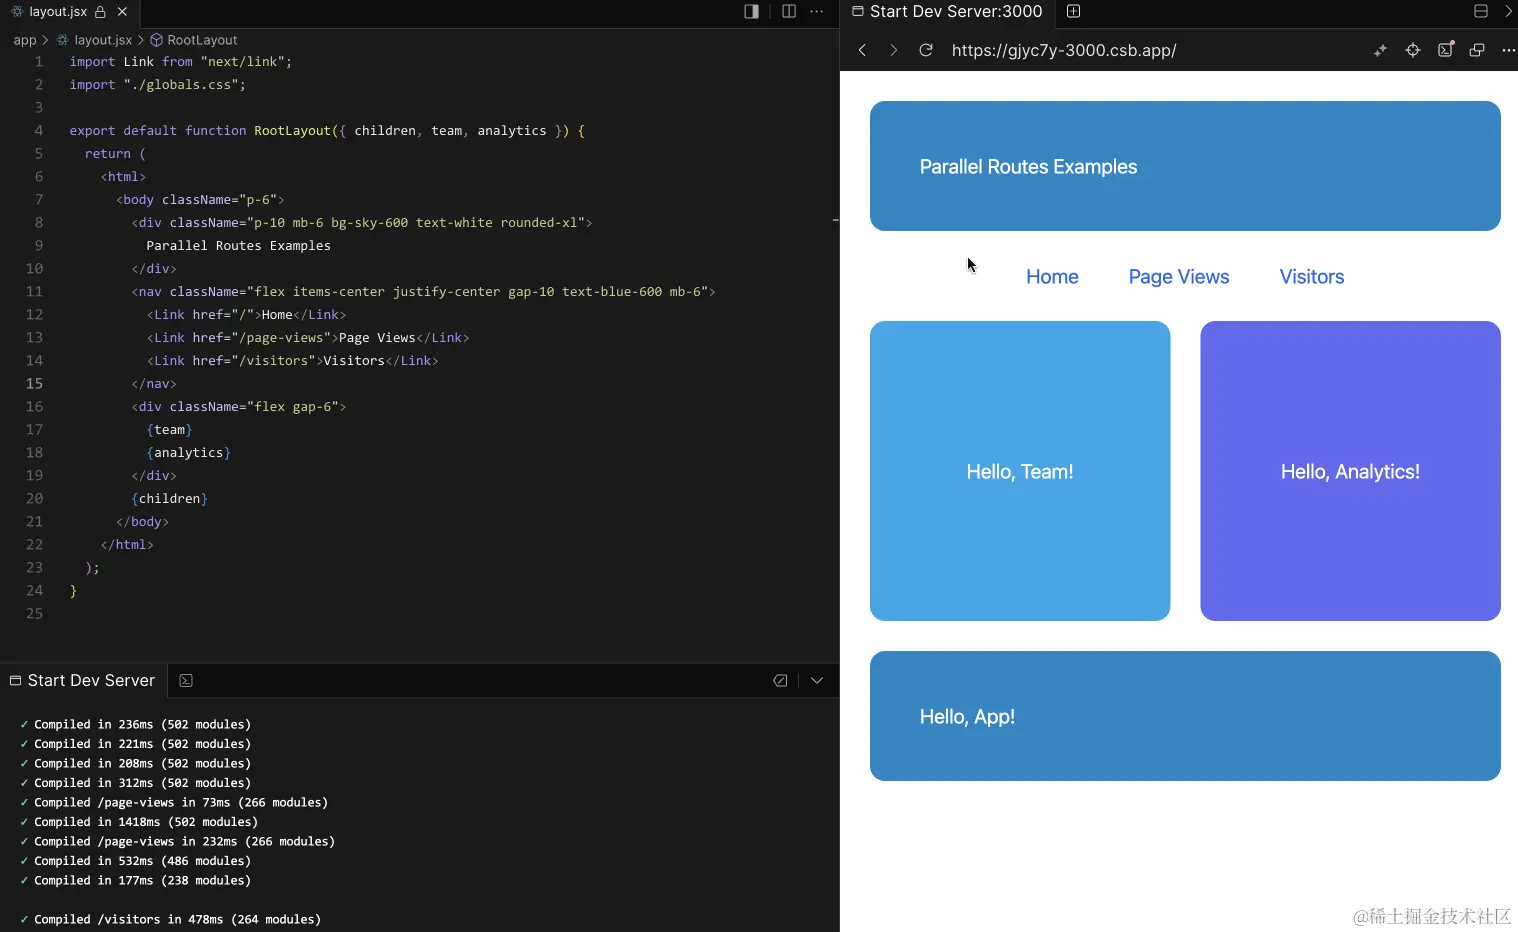 layout.jsx
app > layout.jsx > RootLayout
1 import Link from "next/link";
2 import "./globals.css";
3
4 export default function RootLayout({ children, team, analytics }) {
5 return (
6 <html>
7 <body className="p-6">
8 <div className="p-10 mb-6 bg-sky-600 text-white rounded-xl">
9 Parallel Routes Examples
10 </div>
11 <nav className="flex items-center justify-center gap-10 text-blue-600 mb-6">
12 <Link href="/">Home</Link>
13 <Link href="/page-views">Page Views</Link>
14 <Link href="/visitors">Visitors</Link>
15 </nav>
16 <div className="flex gap-6">
17 {team}
18 {analytics}
19 </div>
20 {children}
21 </body>
22 </html>
23 );
24 }
25
Start Dev Server
✓ Compiled in 236ms (502 modules)
✓ Compiled in 221ms (502 modules)
✓ Compiled in 208ms (502 modules)
✓ Compiled in 312ms (502 modules)
✓ Compiled /page-views in 73ms (266 modules)
✓ Compiled in 1418ms (502 modules)
✓ Compiled /page-views in 232ms (266 modules)
✓ Compiled in 532ms (486 modules)
✓ Compiled in 177ms (238 modules)
✓ Compiled /visitors in 478ms (264 modules)
Start Dev Server:3000
https://gjyc7y-3000.csb.app/
Parallel Routes Examples
Home Page Views Visitors
Hello, Team! Hello, Analytics!
Hello, App!
@稀土掘金技术社区